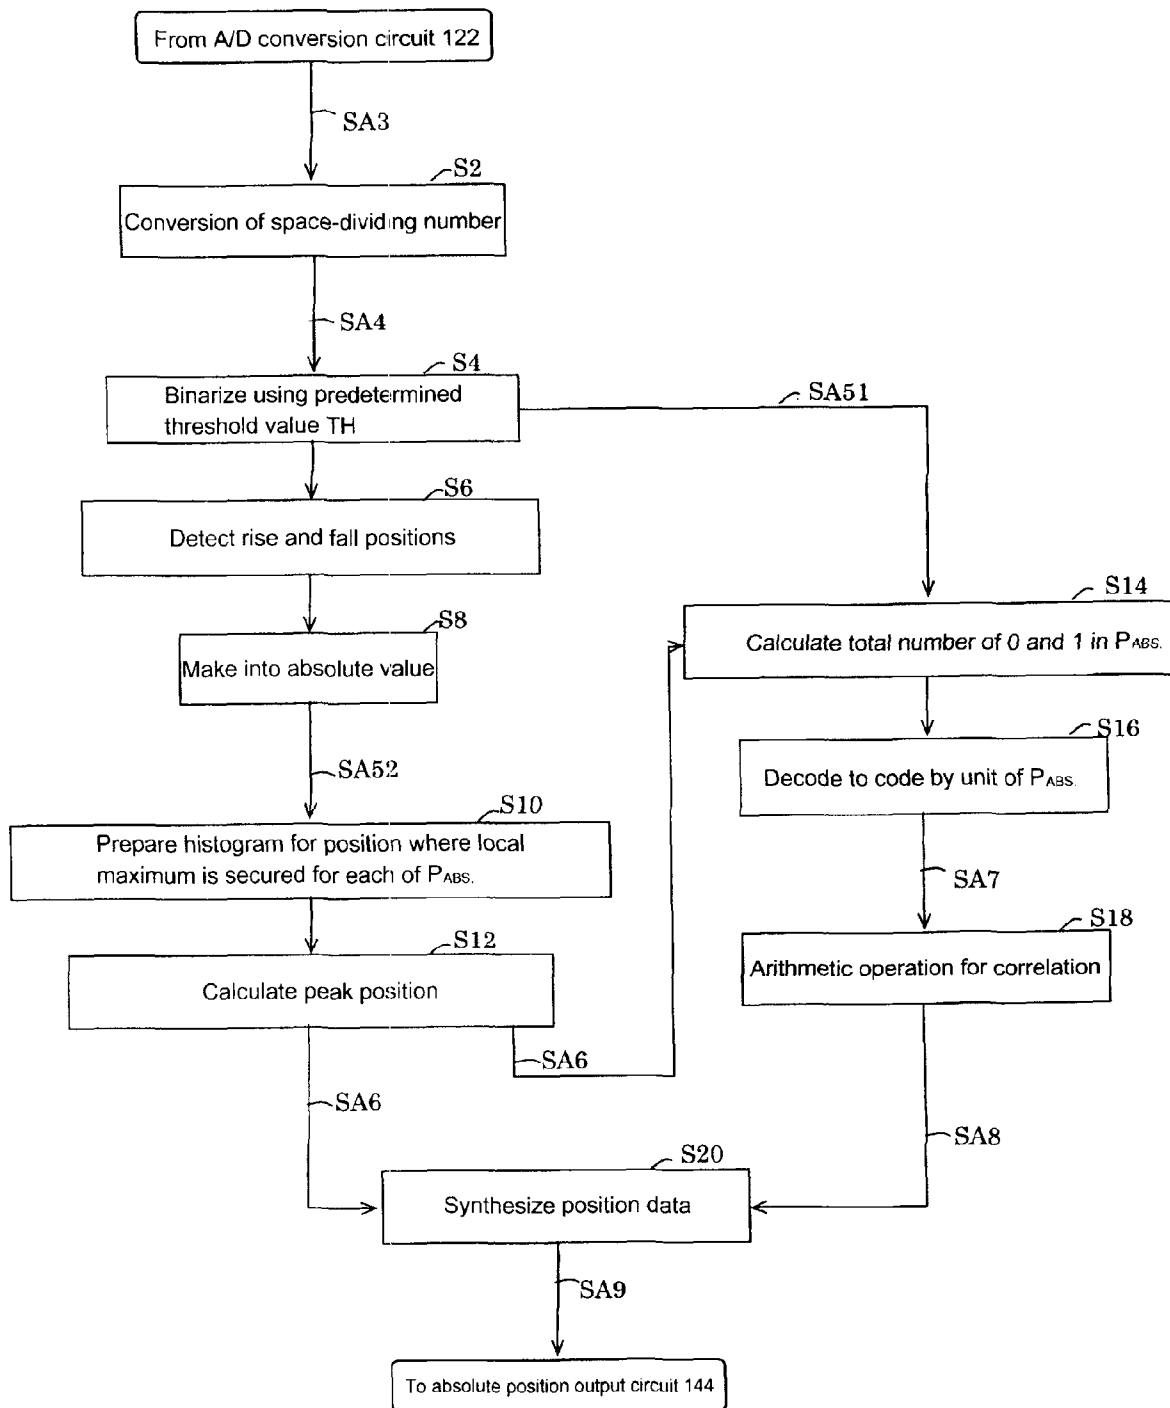 From A/D conversion circuit 122
SA3
S2
Conversion of space-dividing number
SA4
S4
Binarize using predetermined
threshold value TH
SA51
S6
Detect rise and fall positions
S8
Make into absolute value
S14
Calculate total number of 0 and 1 in PABS.
SA52
S16
Decode to code by unit of PABS.
S10
Prepare histogram for position where local
maximum is secured for each of PABS.
SA7
S12
Calculate peak position
S18
Arithmetic operation for correlation
SA6
SA6
SA8
S20
Synthesize position data
SA9
To absolute position output circuit 144